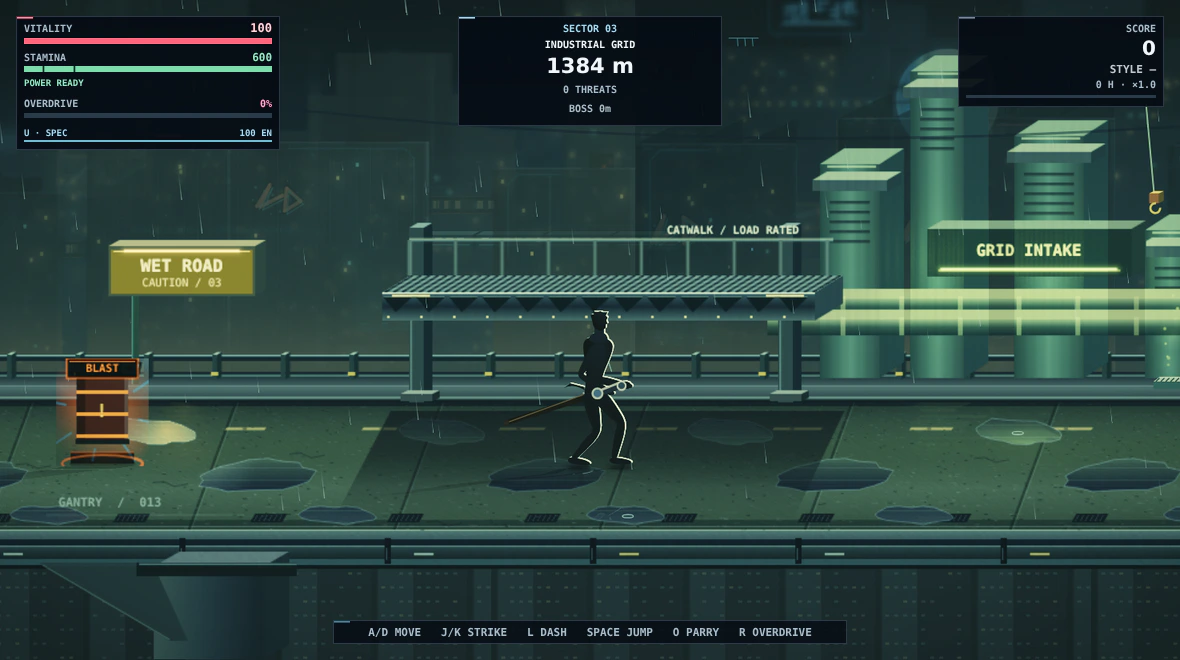 VITALITY 100
STAMINA 600
POWER READY
OVERDRIVE 0%
U · SPEC 100 EN
SECTOR 03
INDUSTRIAL GRID
1384 m
0 THREATS
BOSS 0m
SCORE
0
STYLE —
0 H · ×1.0
CATWALK / LOAD RATED
GRID INTAKE
WET ROAD
CAUTION / 03
BLAST
GANTRY / 013
A/D MOVE J/K STRIKE L DASH SPACE JUMP O PARRY R OVERDRIVE